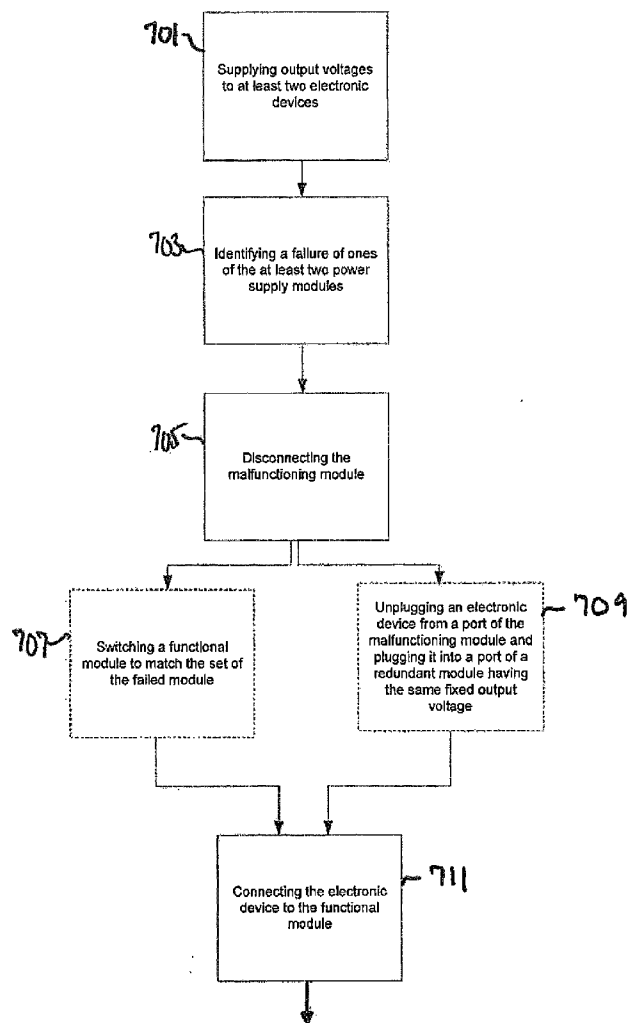 701
Supplying output voltages
to at least two electronic
devices
703
Identifying a failure of ones
of the at least two power
supply modules
705
Disconnecting the
malfunctioning module
707
Switching a functional
module to match the set of
the failed module
Unplugging an electronic
device from a port of the
malfunctioning module and
plugging it into a port of a
redundant module having
the same fixed output
voltage
709
Connecting the electronic
device to the functional
module
711